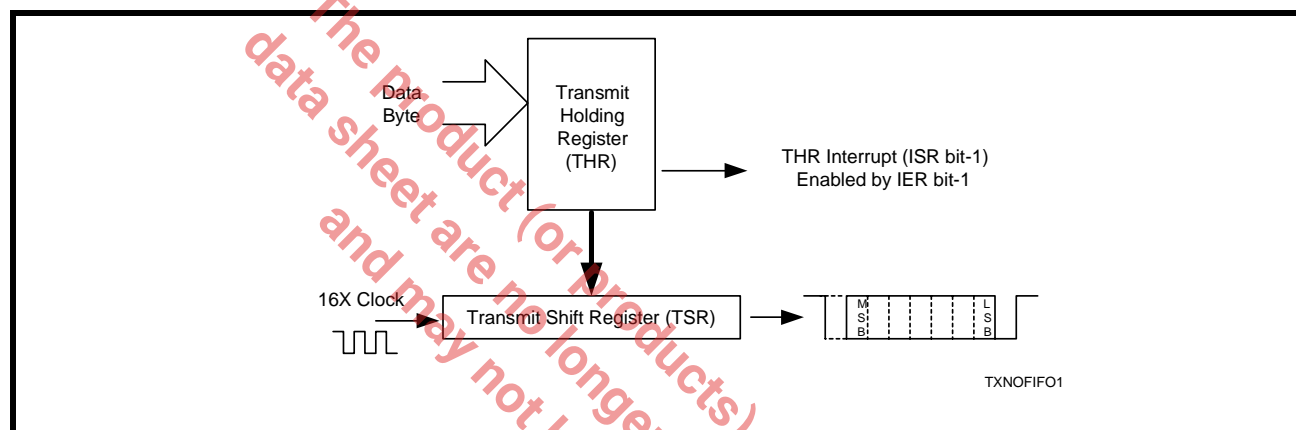 The product (or products)
data sheet are no longer
and may not
Data
Byte
Transmit
Holding
Register
(THR)
THR Interrupt (ISR bit-1)
Enabled by IER bit-1
16X Clock
Transmit Shift Register (TSR)
M
S
B
L
S
B
TXNOFIFO1